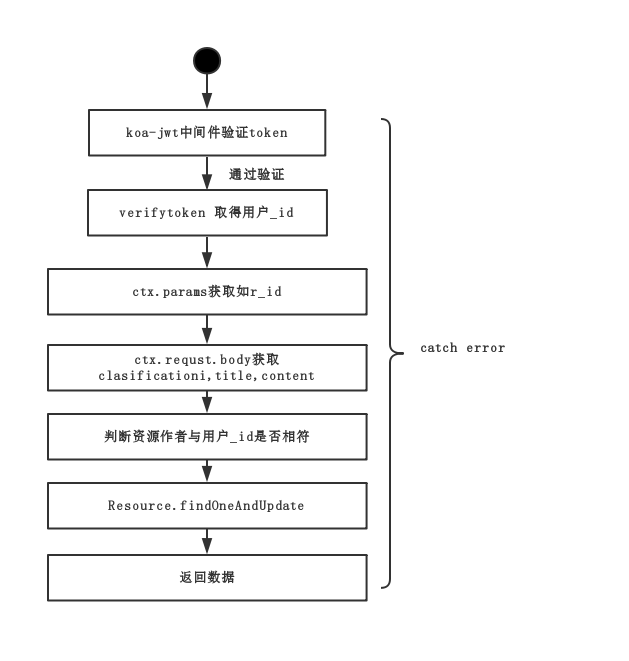 koa-jwt中间件验证token
通过验证
verifytoken 取得用户_id
ctx.params获取如r_id
ctx.requst.body获取
clasificationi,title,content
catch error
判断资源作者与用户_id是否相符
Resource.findOneAndUpdate
返回数据